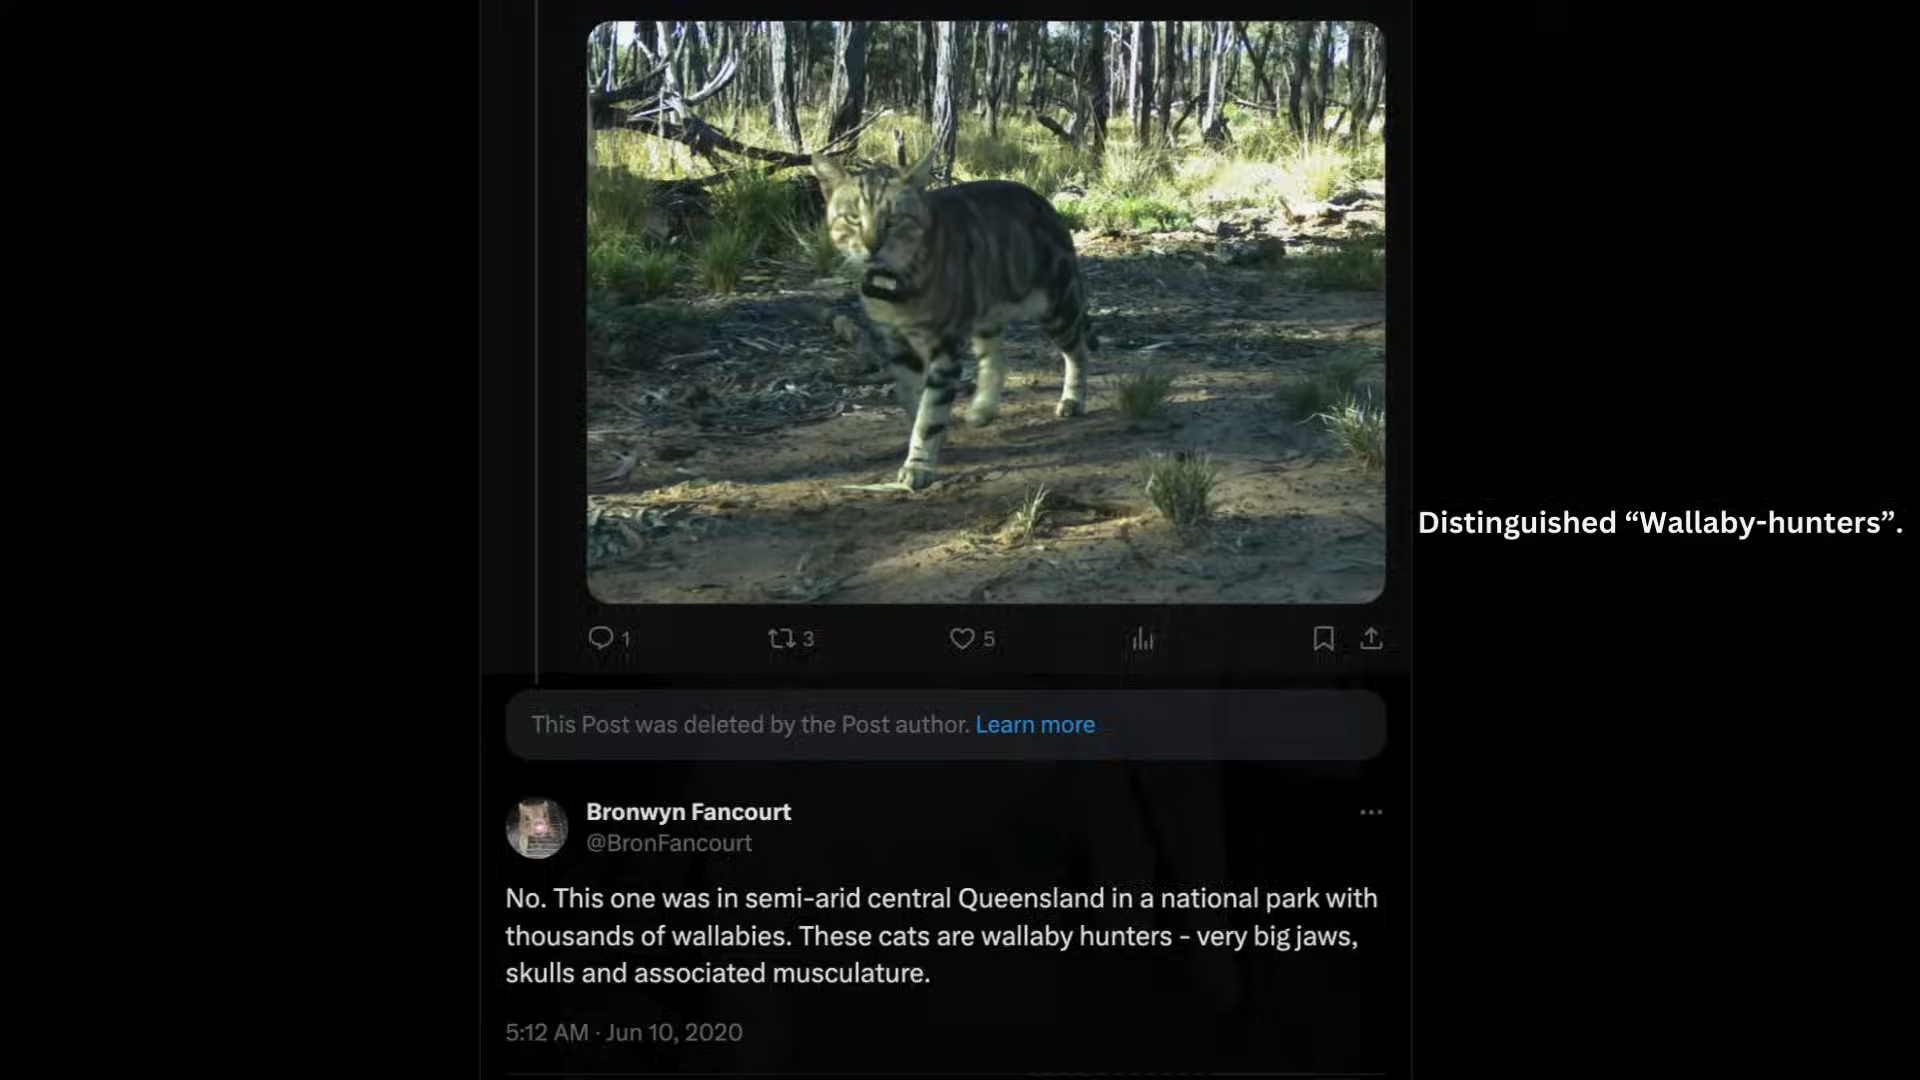 Distinguished “Wallaby-hunters”.
1 3 5
This Post was deleted by the Post author. Learn more
Bronwyn Fancourt
@BronFancourt
No. This one was in semi-arid central Queensland in a national park with
thousands of wallabies. These cats are wallaby hunters - very big jaws,
skulls and associated musculature.
5:12 AM · Jun 10, 2020